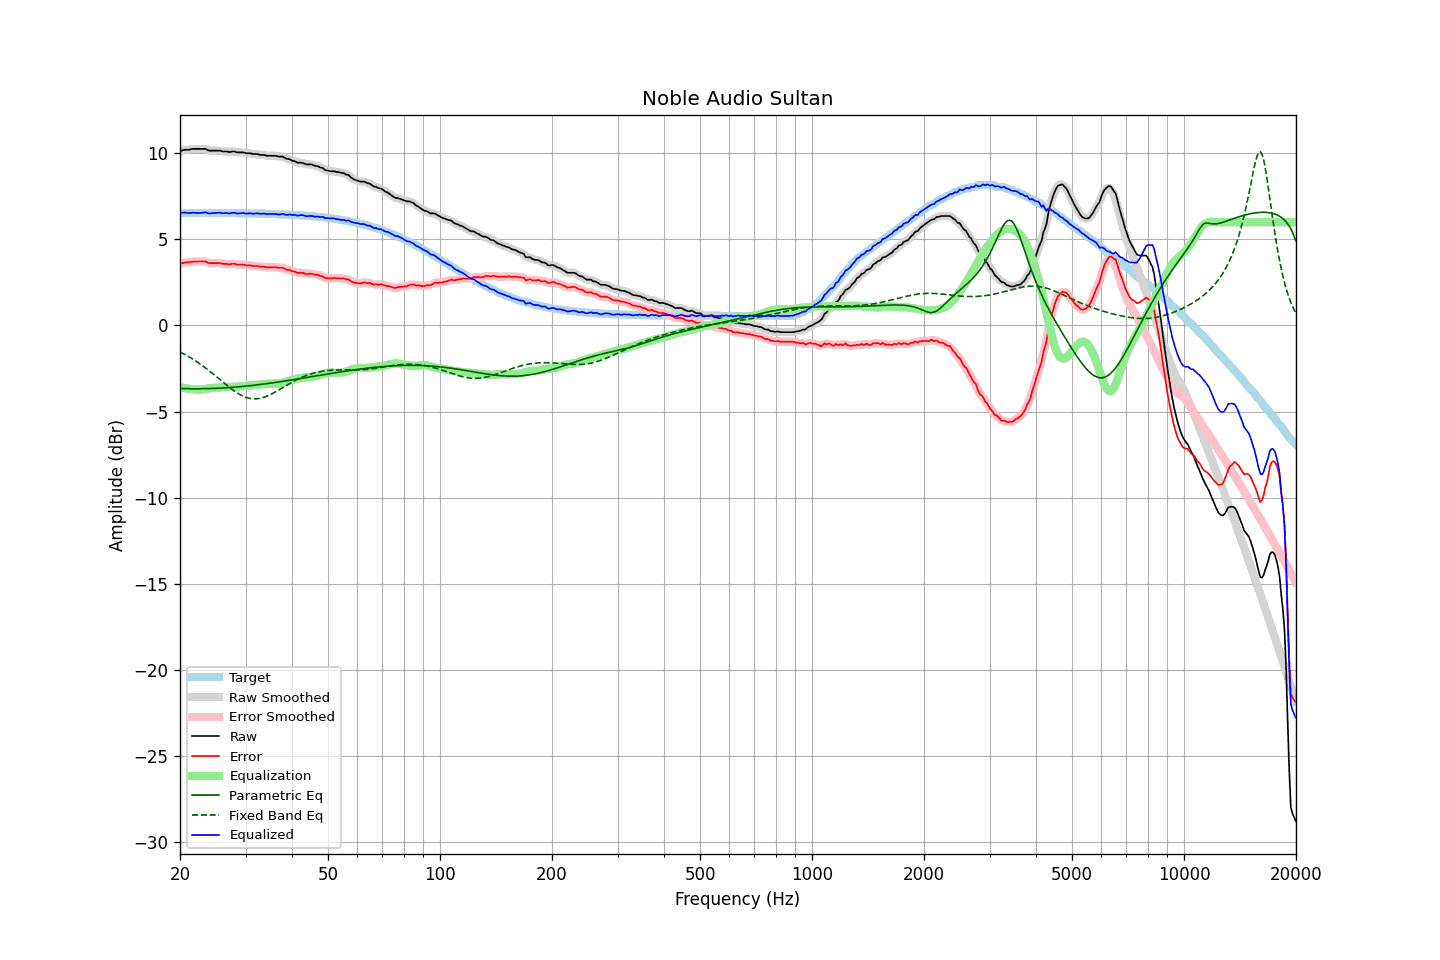 Noble Audio Sultan
10
5
0
−5
−10
−15
−20
−25
−30
Amplitude (dBr)
Target
Raw Smoothed
Error Smoothed
Raw
Error
Equalization
Parametric Eq
Fixed Band Eq
Equalized
20 50 100 200 500 1000 2000 5000 10000 20000
Frequency (Hz)